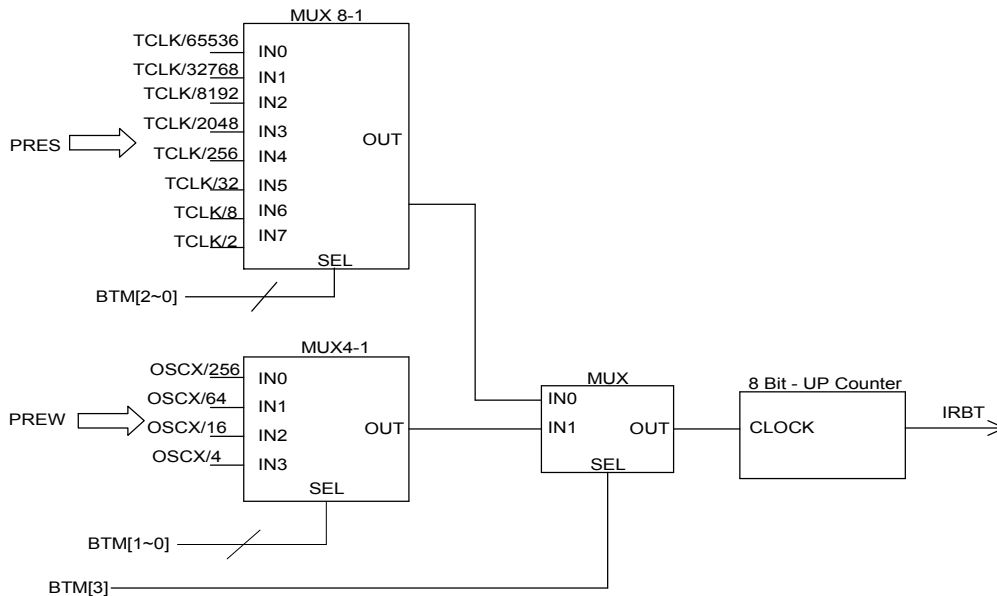 MUX 8-1
TCLK/65536
IN0
TCLK/32768
IN1
TCLK/8192
IN2
TCLK/2048
IN3
PRES
OUT
TCLK/256
IN4
TCLK/32
IN5
TCLK/8
IN6
IN7
TCLK/2
SEL
BTM[2~0]
MUX4-1
OSCX/256
IN0
OSCX/64
IN1
PREW
OSCX/16
IN2
OUT
OSCX/4
IN3
SEL
BTM[1~0]
MUX
IN0
IN1
OUT
SEL
8 Bit - UP Counter
CLOCK
IRBT
BTM[3]